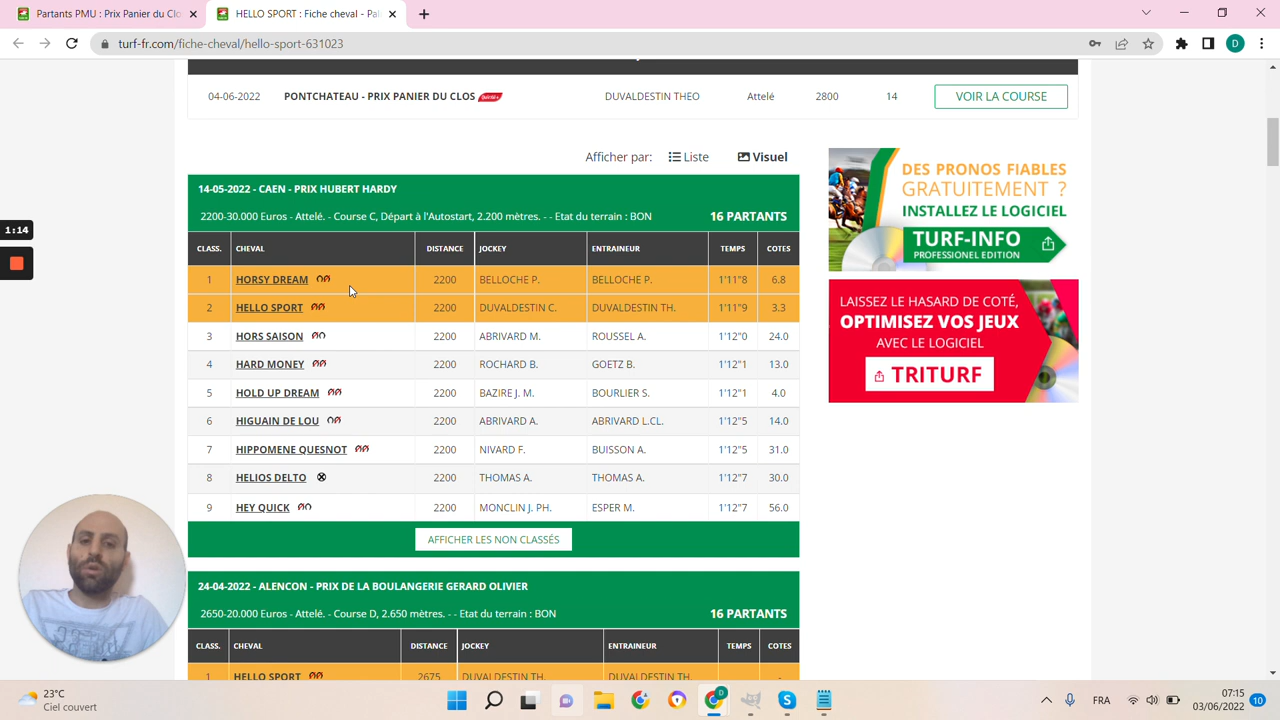 Partants PMU : Prix Panier du Clo
HELLO SPORT : Fiche cheval - Pa
turf-fr.com/fiche-cheval/hello-sport-631023
D
04-06-2022 PONTCHATEAU - PRIX PANIER DU CLOS DUVALDESTIN THEO Attelé 2800 14 VOIR LA COURSE
Afficher par: Liste Visuel
14-05-2022 - CAEN - PRIX HUBERT HARDY
2200-30.000 Euros - Attelé. - Course C, Départ à l'Autostart, 2.200 mètres. - - Etat du terrain : BON 16 PARTANTS
CLASS. CHEVAL DISTANCE JOCKEY ENTRAINEUR TEMPS COTES
1 HORSY DREAM 2200 BELLOCHE P. BELLOCHE P. 1'11"8 6.8
2 HELLO SPORT 2200 DUVALDESTIN C. DUVALDESTIN TH. 1'11"9 3.3
3 HORS SAISON 2200 ABRIVARD M. ROUSSEL A. 1'12"0 24.0
4 HARD MONEY 2200 ROCHARD B. GOETZ B. 1'12"1 13.0
5 HOLD UP DREAM 2200 BAZIRE J. M. BOURLIER S. 1'12"1 4.0
6 HIGUAIN DE LOU 2200 ABRIVARD A. ABRIVARD L.CL. 1'12"5 14.0
7 HIPPOMENE QUESNOT 2200 NIVARD F. BUISSON A. 1'12"5 31.0
8 HELIOS DELTO 2200 THOMAS A. THOMAS A. 1'12"7 30.0
9 HEY QUICK 2200 MONCLIN J. PH. ESPER M. 1'12"7 56.0
AFFICHER LES NON CLASSÉS
24-04-2022 - ALENCON - PRIX DE LA BOULANGERIE GERARD OLIVIER
2650-20.000 Euros - Attelé. - Course D, 2.650 mètres. - - Etat du terrain : BON 16 PARTANTS
CLASS. CHEVAL DISTANCE JOCKEY ENTRAINEUR TEMPS COTES
1 HELLO SPORT 2675 DUVALDESTIN TH. DUVALDESTIN TH. - -
DES PRONOS FIABLES
GRATUITEMENT ?
INSTALLEZ LE LOGICIEL
TURF-INFO
PROFESSIONEL EDITION
LAISSEZ LE HASARD DE COTÉ,
OPTIMISEZ VOS JEUX
AVEC LE LOGICIEL
TRITURF
1:14
23°C
Ciel couvert
D
FRA
07:15
03/06/2022
10